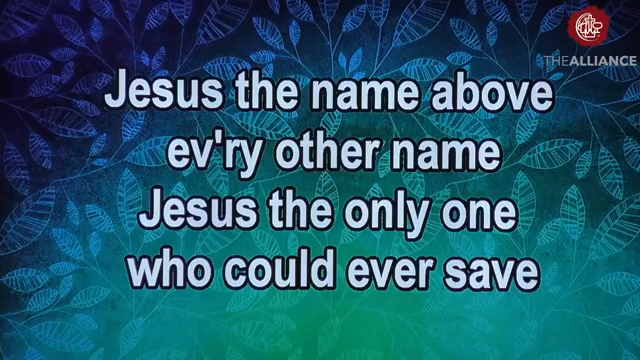 THEALLIANCE
Jesus the name above
ev'ry other name
Jesus the only one
who could ever save